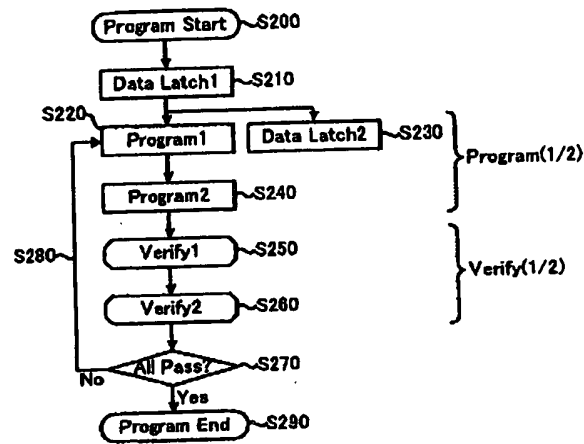 Program Start S200
Data Latch1 S210
S220
Program1 Data Latch2 S230
Program(1/2)
Program2 S240
Verify1 S250
S280
Verify(1/2)
Verify2 S260
All Pass? S270
No
Yes
Program End S290